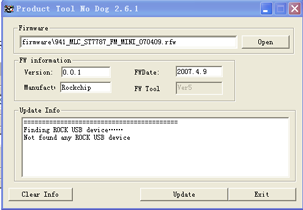 Product Tool No Dog 2.6.1
Firmware
firmware\941_MLC_ST7787_FM_MINI_070409.rfw
Open
FW information
Version: 0.0.1 FWDate: 2007.4.9
Manufact: Rockchip FW Tool Ver5
Update Info
========================================
Finding ROCK USB device……
Not found any ROCK USB device
Clear Info Update Exit